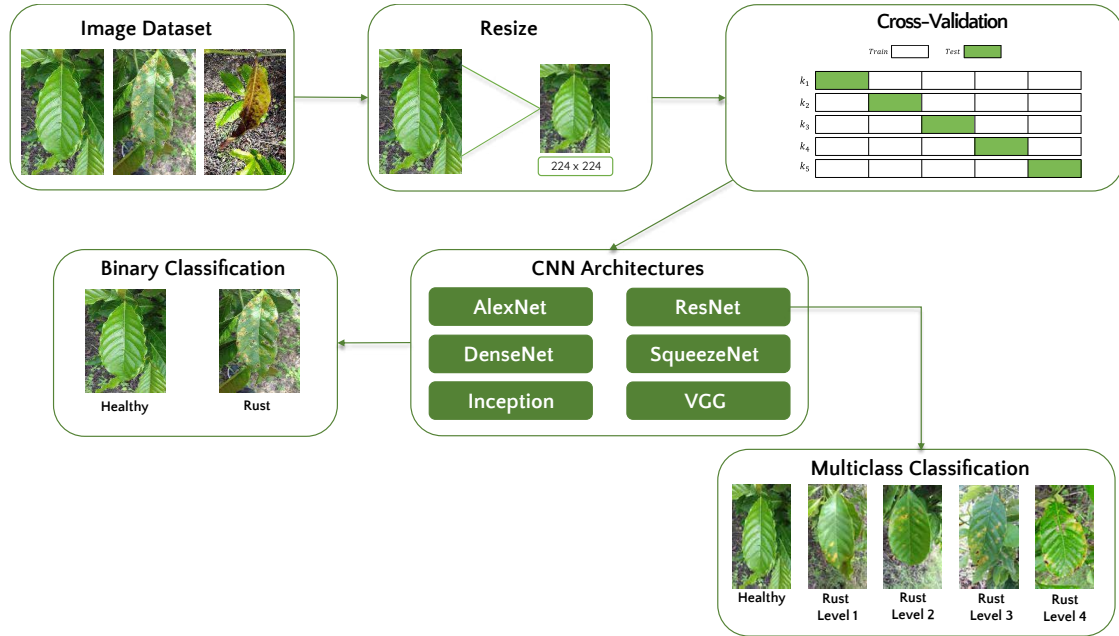 Image Dataset
Resize
224 x 224
Cross-Validation
Train
Test
k1
k2
k3
k4
k5
Binary Classification
Healthy
Rust
CNN Architectures
AlexNet
ResNet
DenseNet
SqueezeNet
Inception
VGG
Multiclass Classification
Healthy
Rust
Level 1
Rust
Level 2
Rust
Level 3
Rust
Level 4